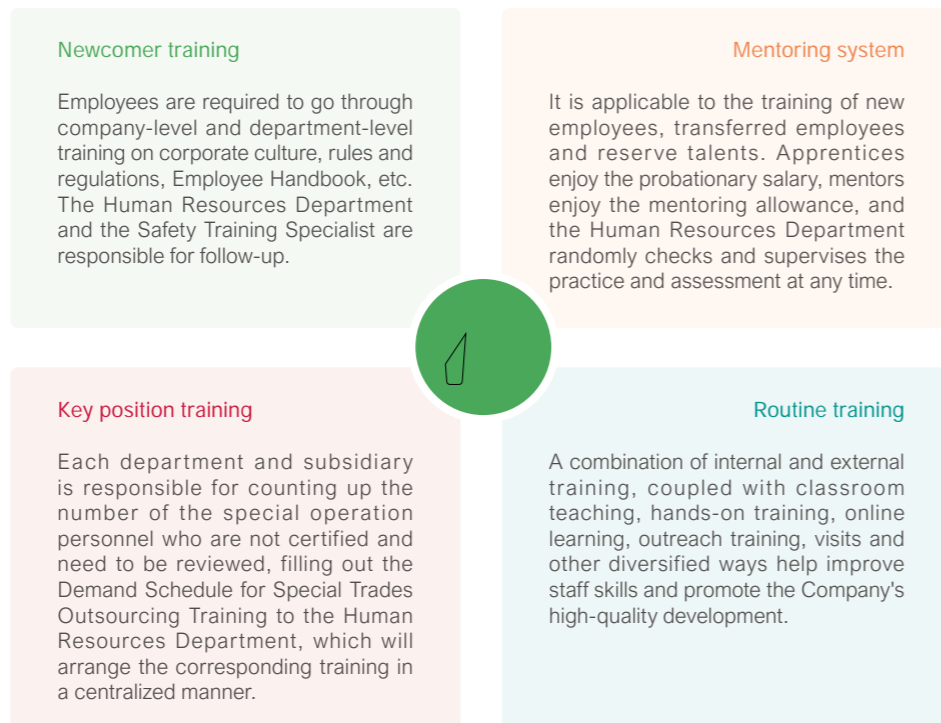 Newcomer training
Employees are required to go through
company-level and department-level
training on corporate culture, rules and
regulations, Employee Handbook, etc.
The Human Resources Department
and the Safety Training Specialist are
responsible for follow-up.
Mentoring system
It is applicable to the training of new
employees, transferred employees
and reserve talents. Apprentices
enjoy the probationary salary, mentors
enjoy the mentoring allowance, and
the Human Resources Department
randomly checks and supervises the
practice and assessment at any time.
Key position training
Each department and subsidiary
is responsible for counting up the
number of the special operation
personnel who are not certified and
need to be reviewed, filling out the
Demand Schedule for Special Trades
Outsourcing Training to the Human
Resources Department, which will
arrange the corresponding training in
a centralized manner.
Routine training
A combination of internal and external
training, coupled with classroom
teaching, hands-on training, online
learning, outreach training, visits and
other diversified ways help improve
staff skills and promote the Company's
high-quality development.